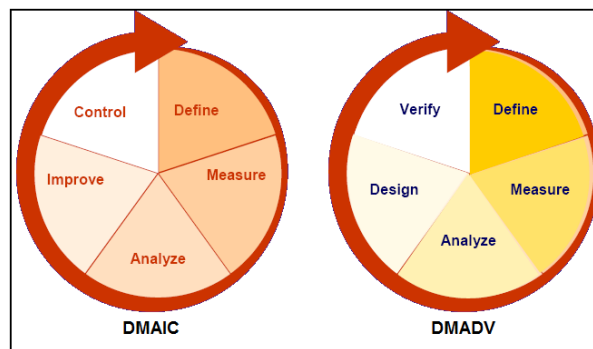 Control
Define
Improve
Measure
Analyze
DMAIC
Verify
Define
Design
Measure
Analyze
DMADV